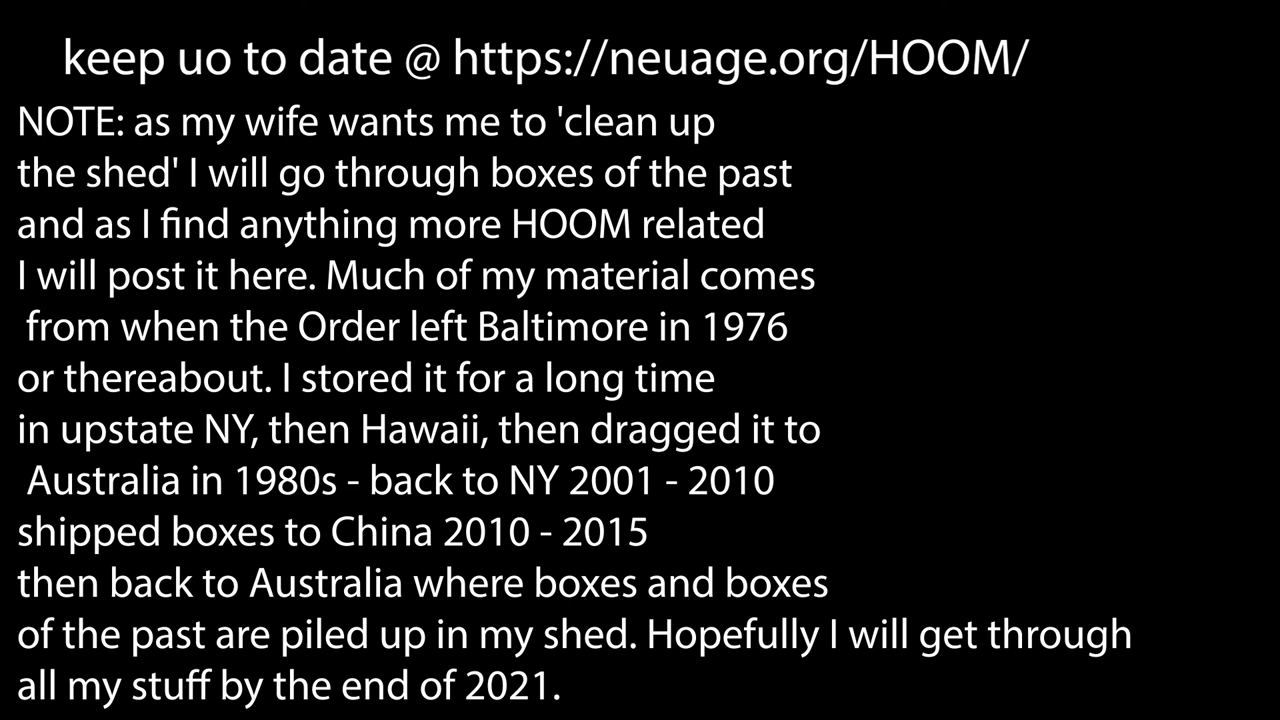 keep uo to date @ https://neuage.org/HOOM/
NOTE: as my wife wants me to 'clean up
the shed' I will go through boxes of the past
and as I find anything more HOOM related
I will post it here. Much of my material comes
from when the Order left Baltimore in 1976
or thereabout. I stored it for a long time
in upstate NY, then Hawaii, then dragged it to
Australia in 1980s - back to NY 2001 - 2010
shipped boxes to China 2010 - 2015
then back to Australia where boxes and boxes
of the past are piled up in my shed. Hopefully I will get through
all my stuff by the end of 2021.